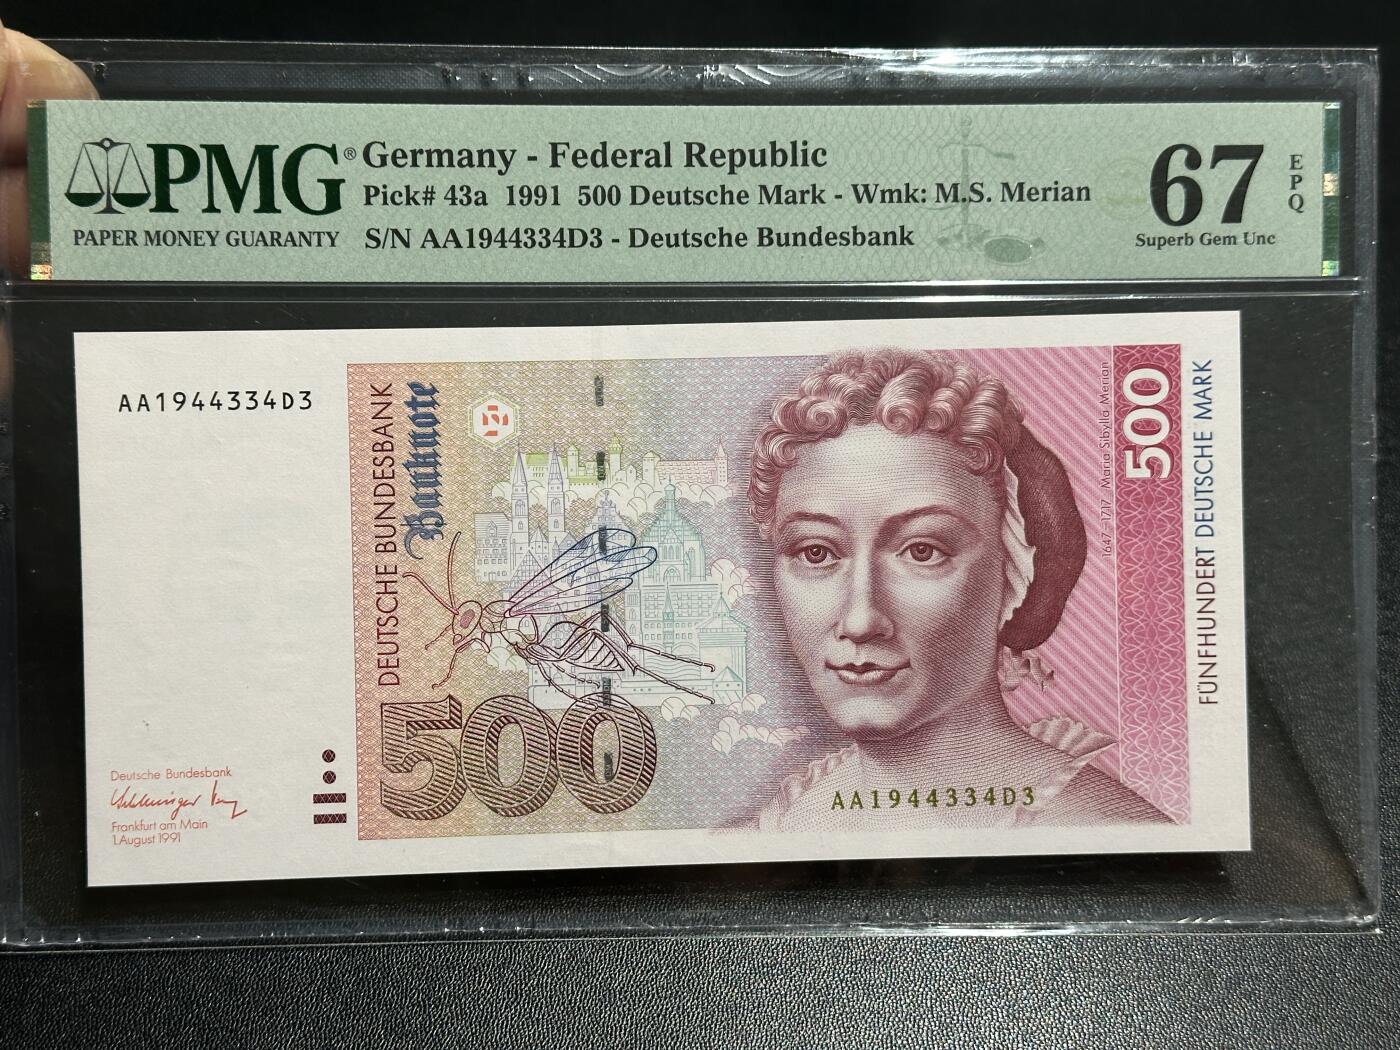 PMG®
PAPER MONEY GUARANTY
Germany - Federal Republic
Pick# 43a 1991 500 Deutsche Mark - Wmk: M.S. Merian
S/N AA1944334D3 - Deutsche Bundesbank
67
Superb Gem Unc
EPQ
AA1944334D3
DEUTSCHE BUNDESBANK
Banknote
500
1647–1717 Maria Sibylla Merian
500
FÜNFHUNDERT DEUTSCHE MARK
AA1944334D3
Deutsche Bundesbank
Frankfurt am Main
1.August 1991